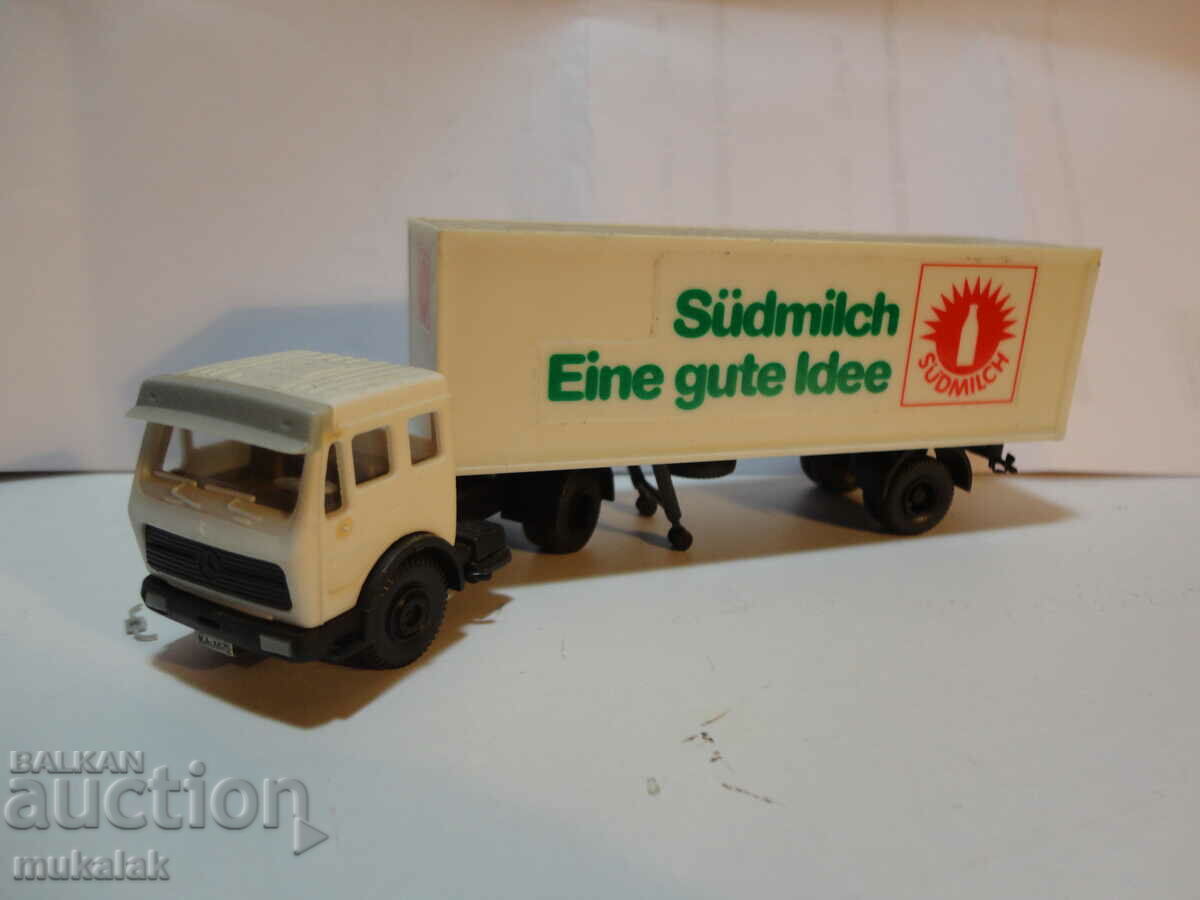 Südmilch
Eine gute Idee
SÜDMILCH
BALKAN
auction
mukalak